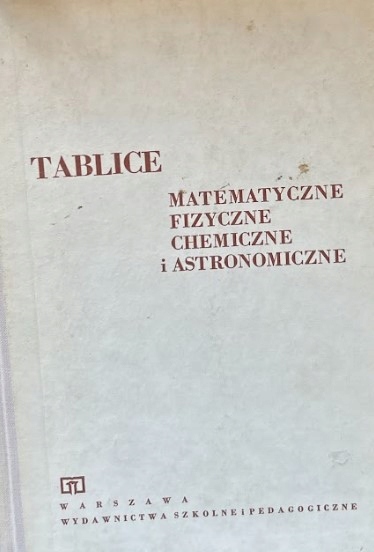 TABLICE
MATEMATYCZNE
FIZYCZNE
CHEMICZNE
i ASTRONOMICZNE
WARSZAWA
WYDAWNICTWA SZKOLNE i PEDAGOGICZNE